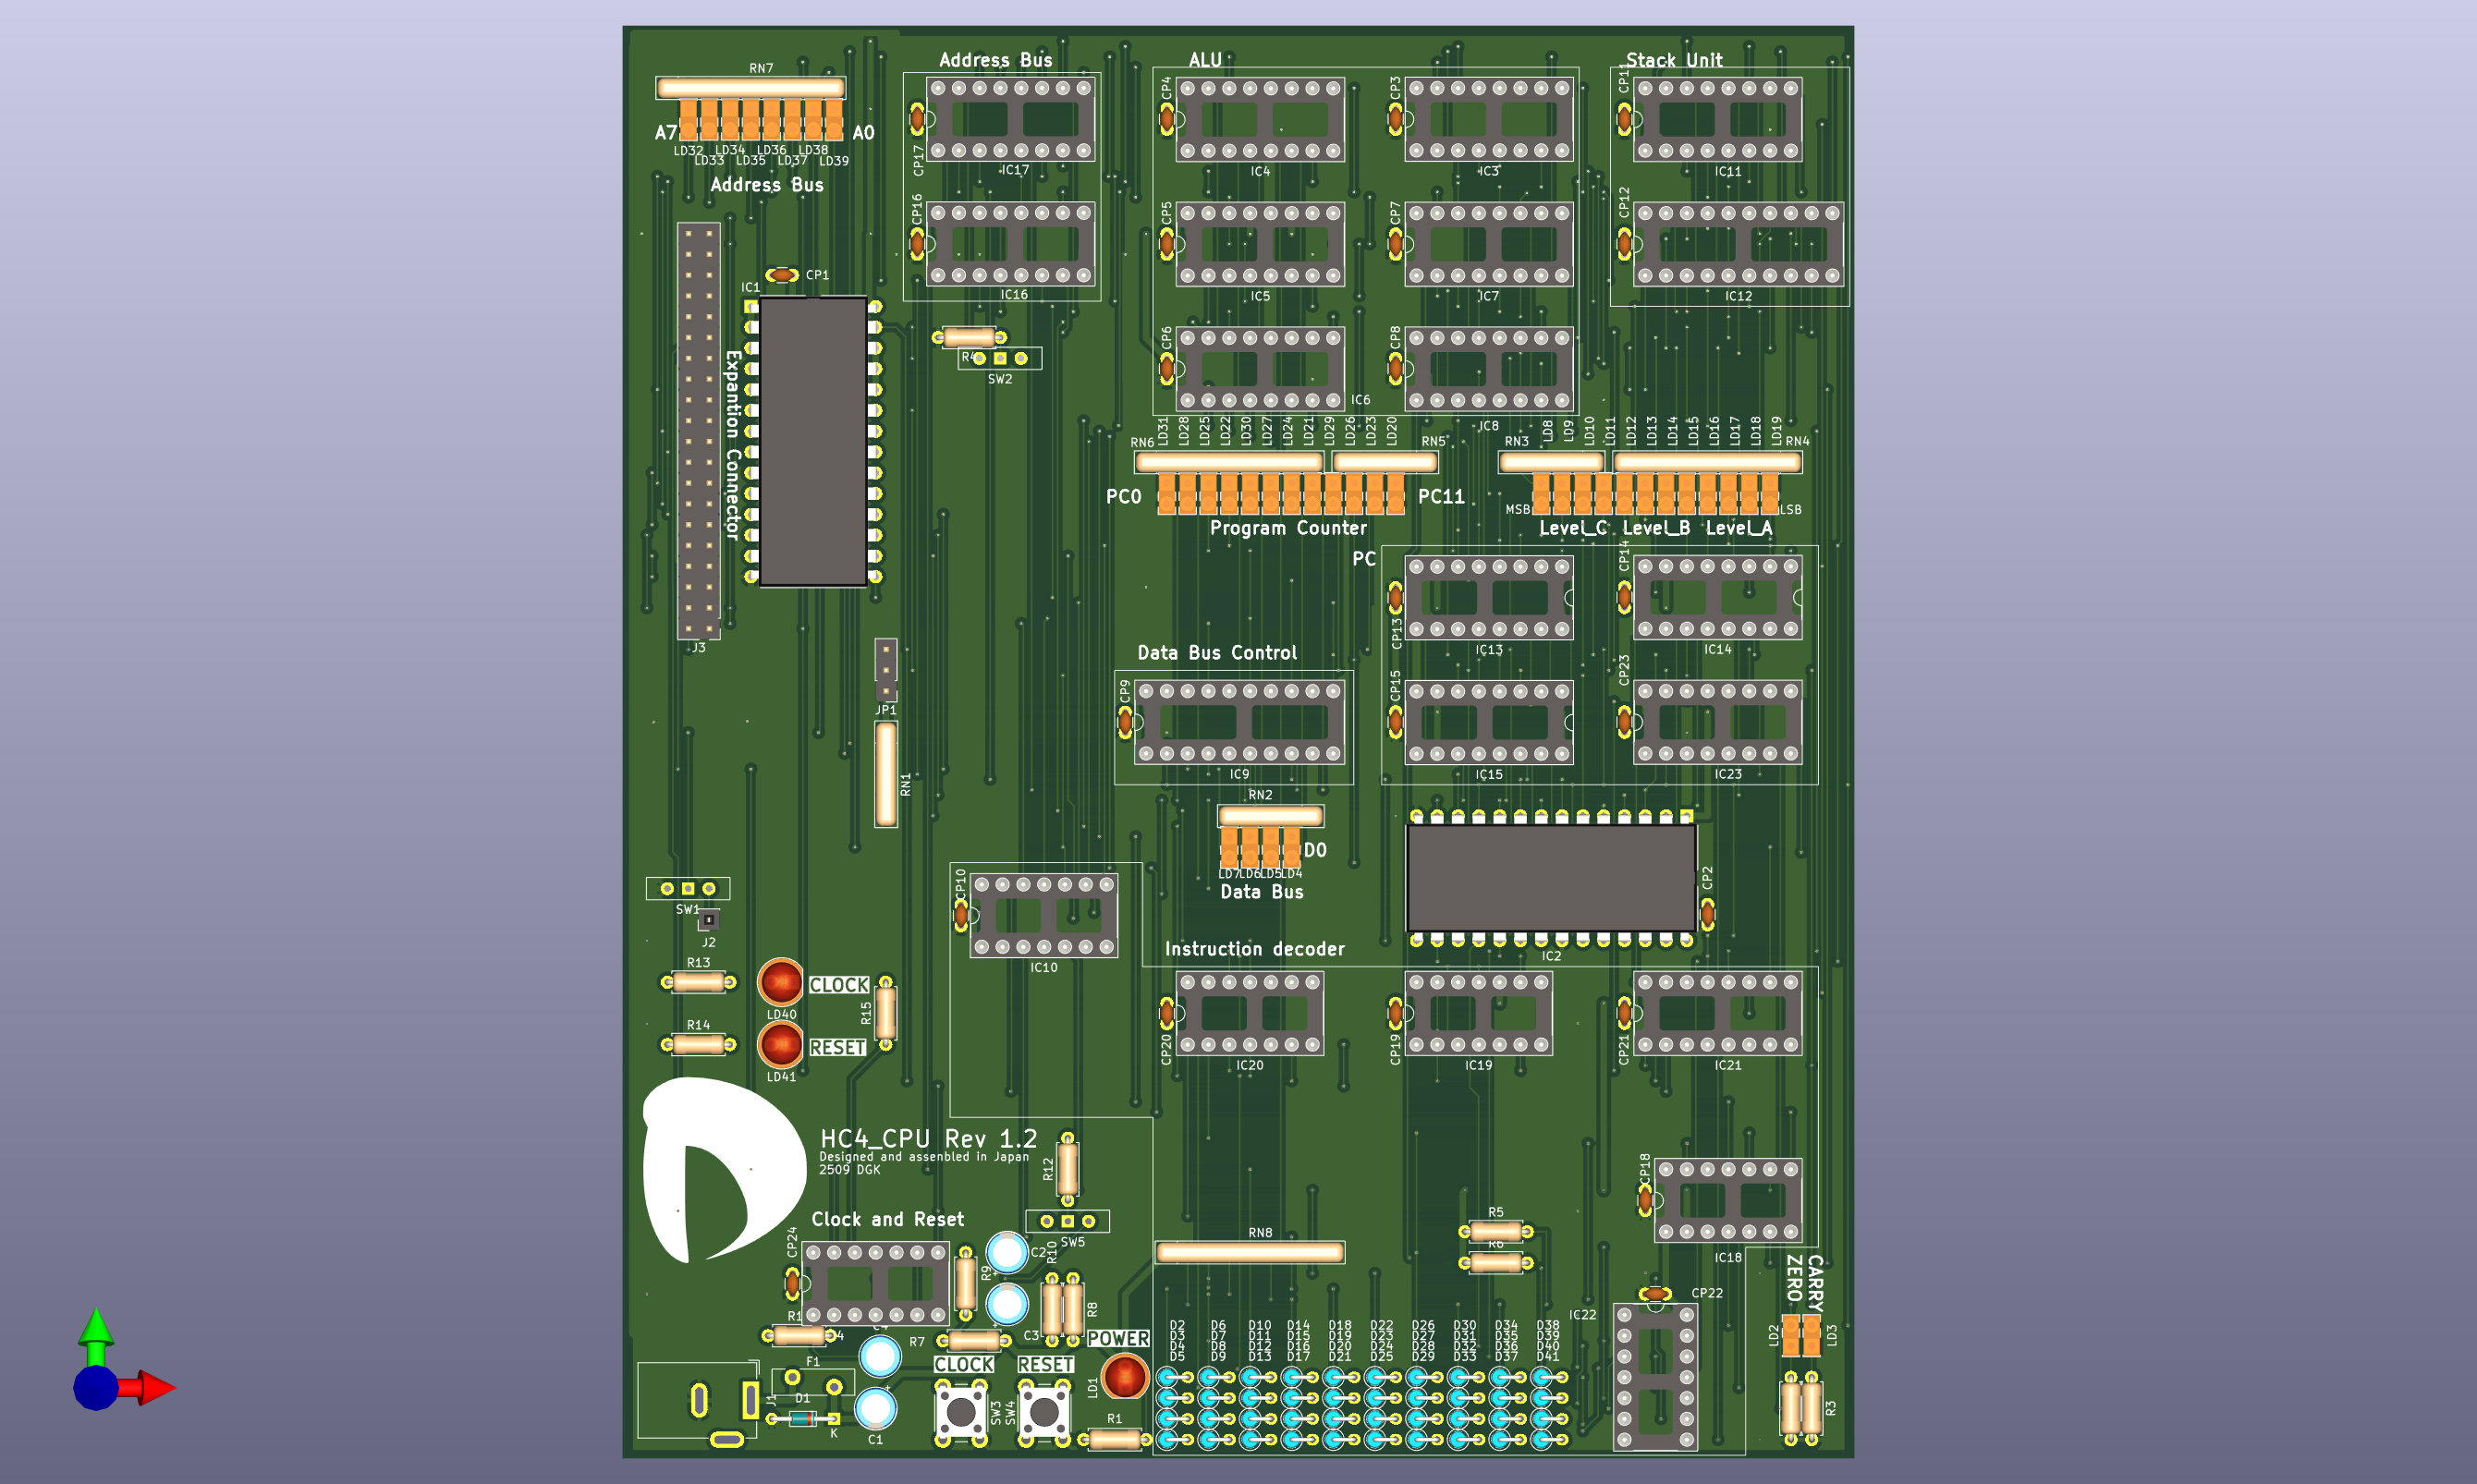 RN7
A7
A0
LD32
LD33
LD34
LD35
LD36
LD37
LD38
LD39
Address Bus
Address Bus
CP17
IC17
CP16
IC16
ALU
CP4
IC4
CP3
IC3
CP5
IC5
CP7
IC7
CP6
IC6
CP8
IC8
Stack Unit
CP11
IC11
CP12
IC12
CP1
IC1
Expantion Connector
J3
R4
SW2
LD31
LD28
LD25
LD22
LD30
LD27
LD24
LD21
LD29
LD26
LD23
LD20
RN6
RN5
PC0
PC11
Program Counter
LD8
LD9
LD10
LD11
LD12
LD13
LD14
LD15
LD16
LD17
LD18
LD19
RN3
RN4
MSB
LSB
Level_C Level_B Level_A
PC
CP13
IC13
CP14
IC14
CP15
IC15
CP23
IC23
JP1
RN1
Data Bus Control
CP9
IC9
RN2
D0
LD7
LD6
LD5
LD4
Data Bus
CP2
IC2
SW1
J2
R13
CLOCK
LD40
R14
RESET
LD41
R15
CP10
IC10
Instruction decoder
CP20
IC20
CP19
IC19
CP21
IC21
HC4_CPU Rev 1.2
Designed and assembled in Japan
2509 DGK
R12
SW5
Clock and Reset
CP24
R9
C2
R10
R8
C3
R7
RN8
R5
R6
CP18
IC18
ZERO
CARRY
CP22
IC22
LD2
LD3
R3
POWER
CLOCK
RESET
LD1
F1
D1
J1
K
C1
SW3
SW4
R1
D2 D6 D10 D14 D18 D22 D26 D30 D34 D38
D3 D7 D11 D15 D19 D23 D27 D31 D35 D39
D4 D8 D12 D16 D20 D24 D28 D32 D36 D40
D5 D9 D13 D17 D21 D25 D29 D33 D37 D41